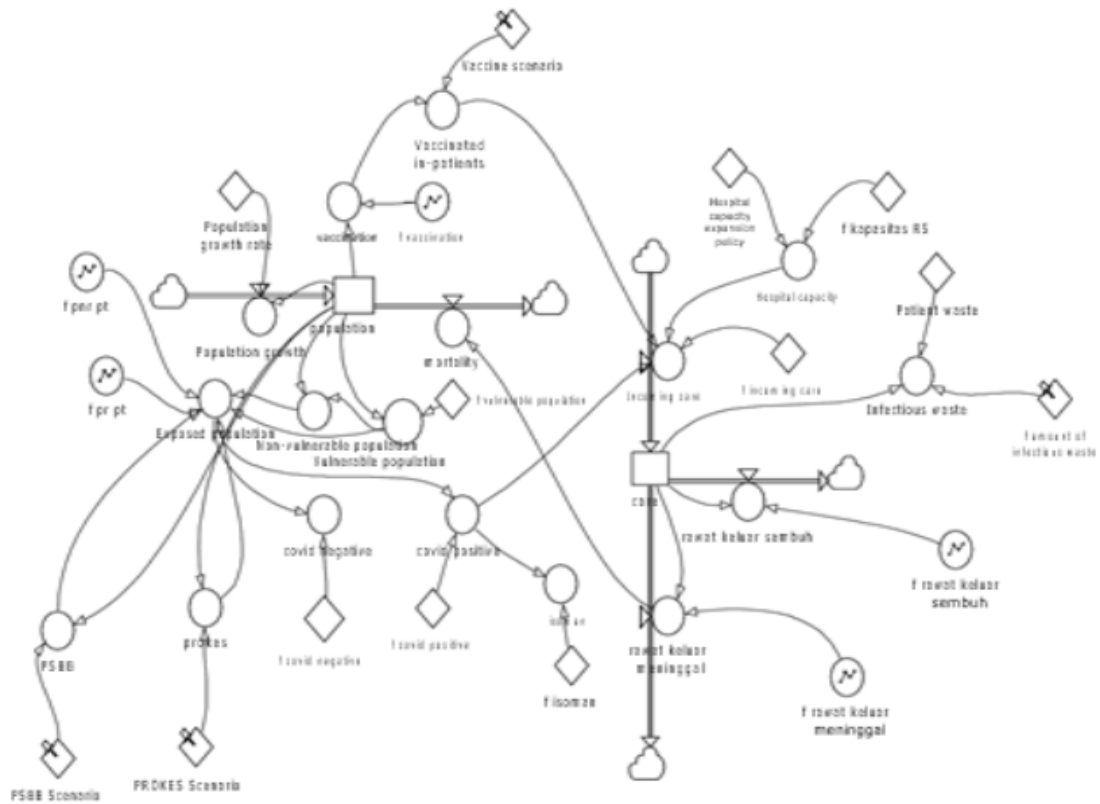 Vaccine scenario
Vaccinated
in-patients
Population
growth rate
vaccination
f vaccination
Hospital
capacity
expansion
policy
f kapasitas RS
f pnr pt
population
Hospital capacity
Patient waste
Population growth
mortality
f pr pt
f vulnerable population
Incoming care
f incoming care
Infectious waste
Exposed population
Non-vulnerable population
Vulnerable population
f amount of
infectious waste
care
covid negative
covid positive
rawat keluar sembuh
f rawat keluar
sembuh
PSBB
prokes
f covid negative
f covid positive
isoman
rawat keluar
meninggal
f isoman
f rawat keluar
meninggal
PSBB Scenario
PROKES Scenario